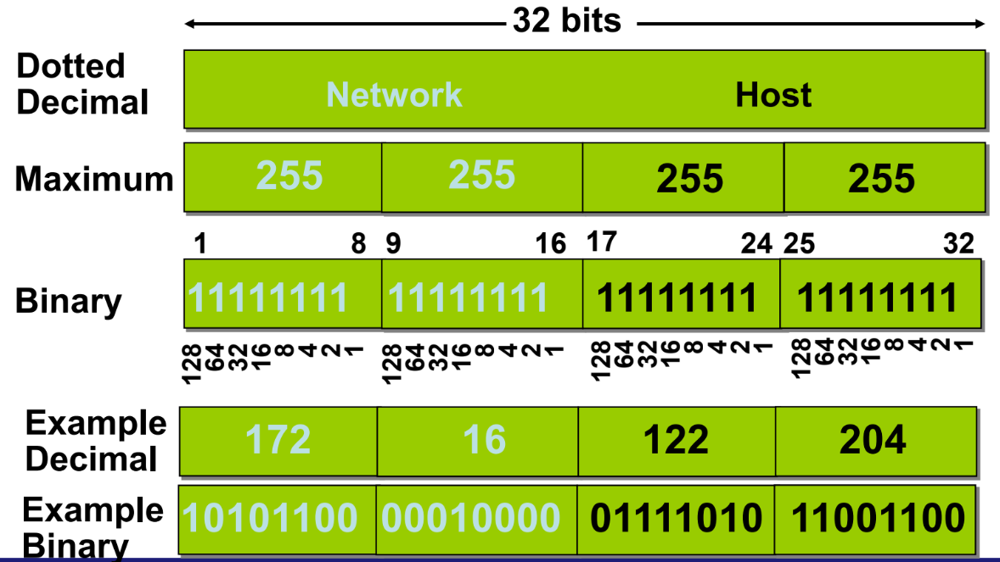 32 bits
Dotted
Decimal
Network Host
Maximum 255 255 255 255
1 8 9 16 17 24 25 32
Binary 11111111 11111111 11111111 11111111
128 64 32 16 8 4 2 1 128 64 32 16 8 4 2 1 128 64 32 16 8 4 2 1 128 64 32 16 8 4 2 1
Example
Decimal
172 16 122 204
Example
Binary
10101100 00010000 01111010 11001100